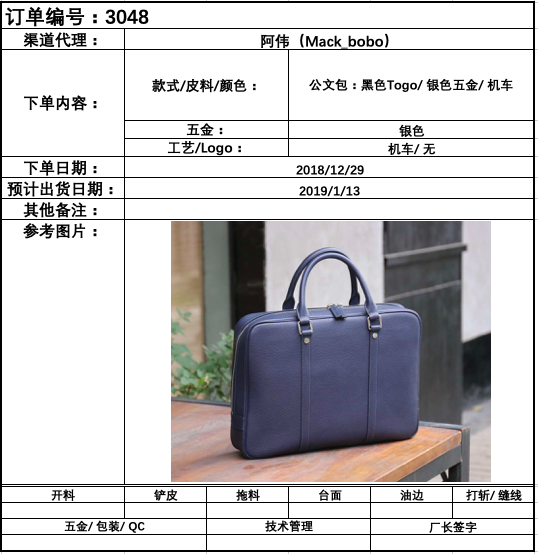 订单编号：3048
渠道代理：
阿伟（Mack_bobo）
下单内容：
款式/皮料/颜色：
公文包：黑色Togo/ 银色五金/ 机车
五金：
银色
工艺/Logo：
机车/ 无
下单日期：
2018/12/29
预计出货日期：
2019/1/13
其他备注：
参考图片：
开料
铲皮
拖料
台面
油边
打斩/ 缝线
五金/ 包装/ QC
技术管理
厂长签字